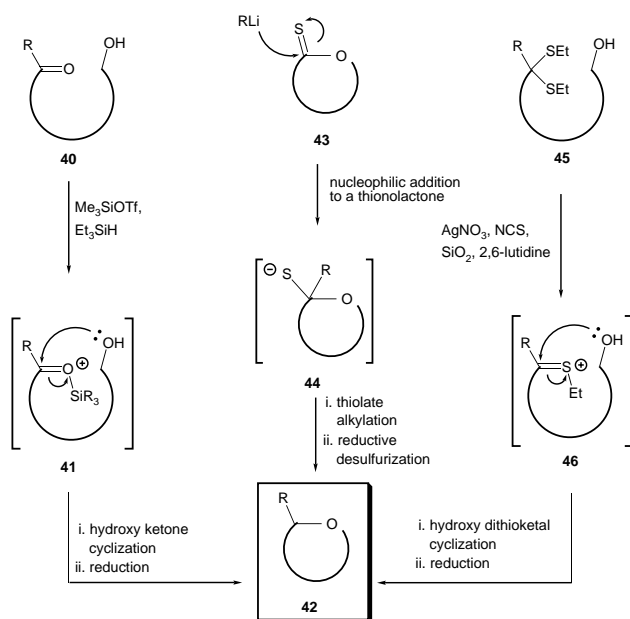 R
O
OH
40
Me3SiOTf,
Et3SiH
R
O
⊕
OH
SiR3
41
i. hydroxy ketone
cyclization
ii. reduction
RLi
S
O
43
nucleophilic addition
to a thionolactone
⊖
S
R
O
44
i. thiolate
alkylation
ii. reductive
desulfurization
R
O
42
R
SEt
SEt
OH
45
AgNO3, NCS,
SiO2, 2,6-lutidine
R
S
⊕
OH
Et
46
i. hydroxy dithioketal
cyclization
ii. reduction